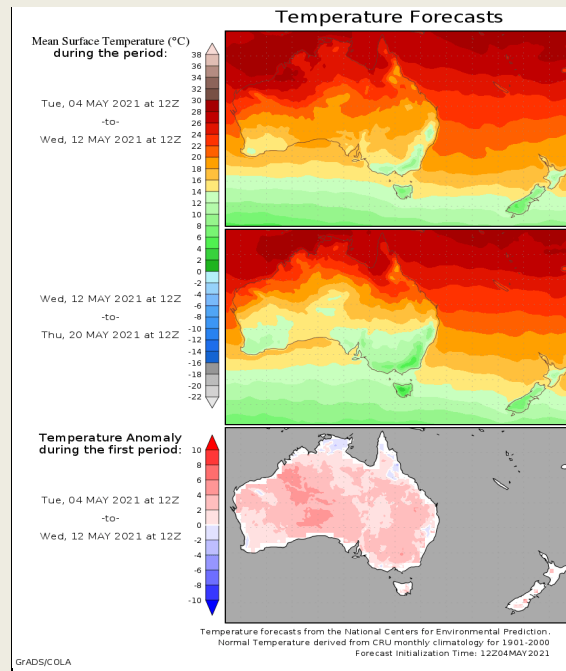 Temperature Forecasts
Mean Surface Temperature (°C)
during the period:
38
36
34
32
30
28
26
24
22
20
18
16
14
12
10
8
6
4
2
0
-2
-4
-6
-8
-10
-12
-14
-16
-18
-20
-22
Tue, 04 MAY 2021 at 12Z
-to-
Wed, 12 MAY 2021 at 12Z
Wed, 12 MAY 2021 at 12Z
-to-
Thu, 20 MAY 2021 at 12Z
Temperature Anomaly
during the first period:
10
8
6
4
2
0
-2
-4
-6
-8
-10
Tue, 04 MAY 2021 at 12Z
-to-
Wed, 12 MAY 2021 at 12Z
Temperature forecasts from the National Centers for Environmental Prediction.
Normal Temperature derived from CRU monthly climatology for 1901-2000
Forecast Initialization Time: 12Z04MAY2021
GrADS/COLA